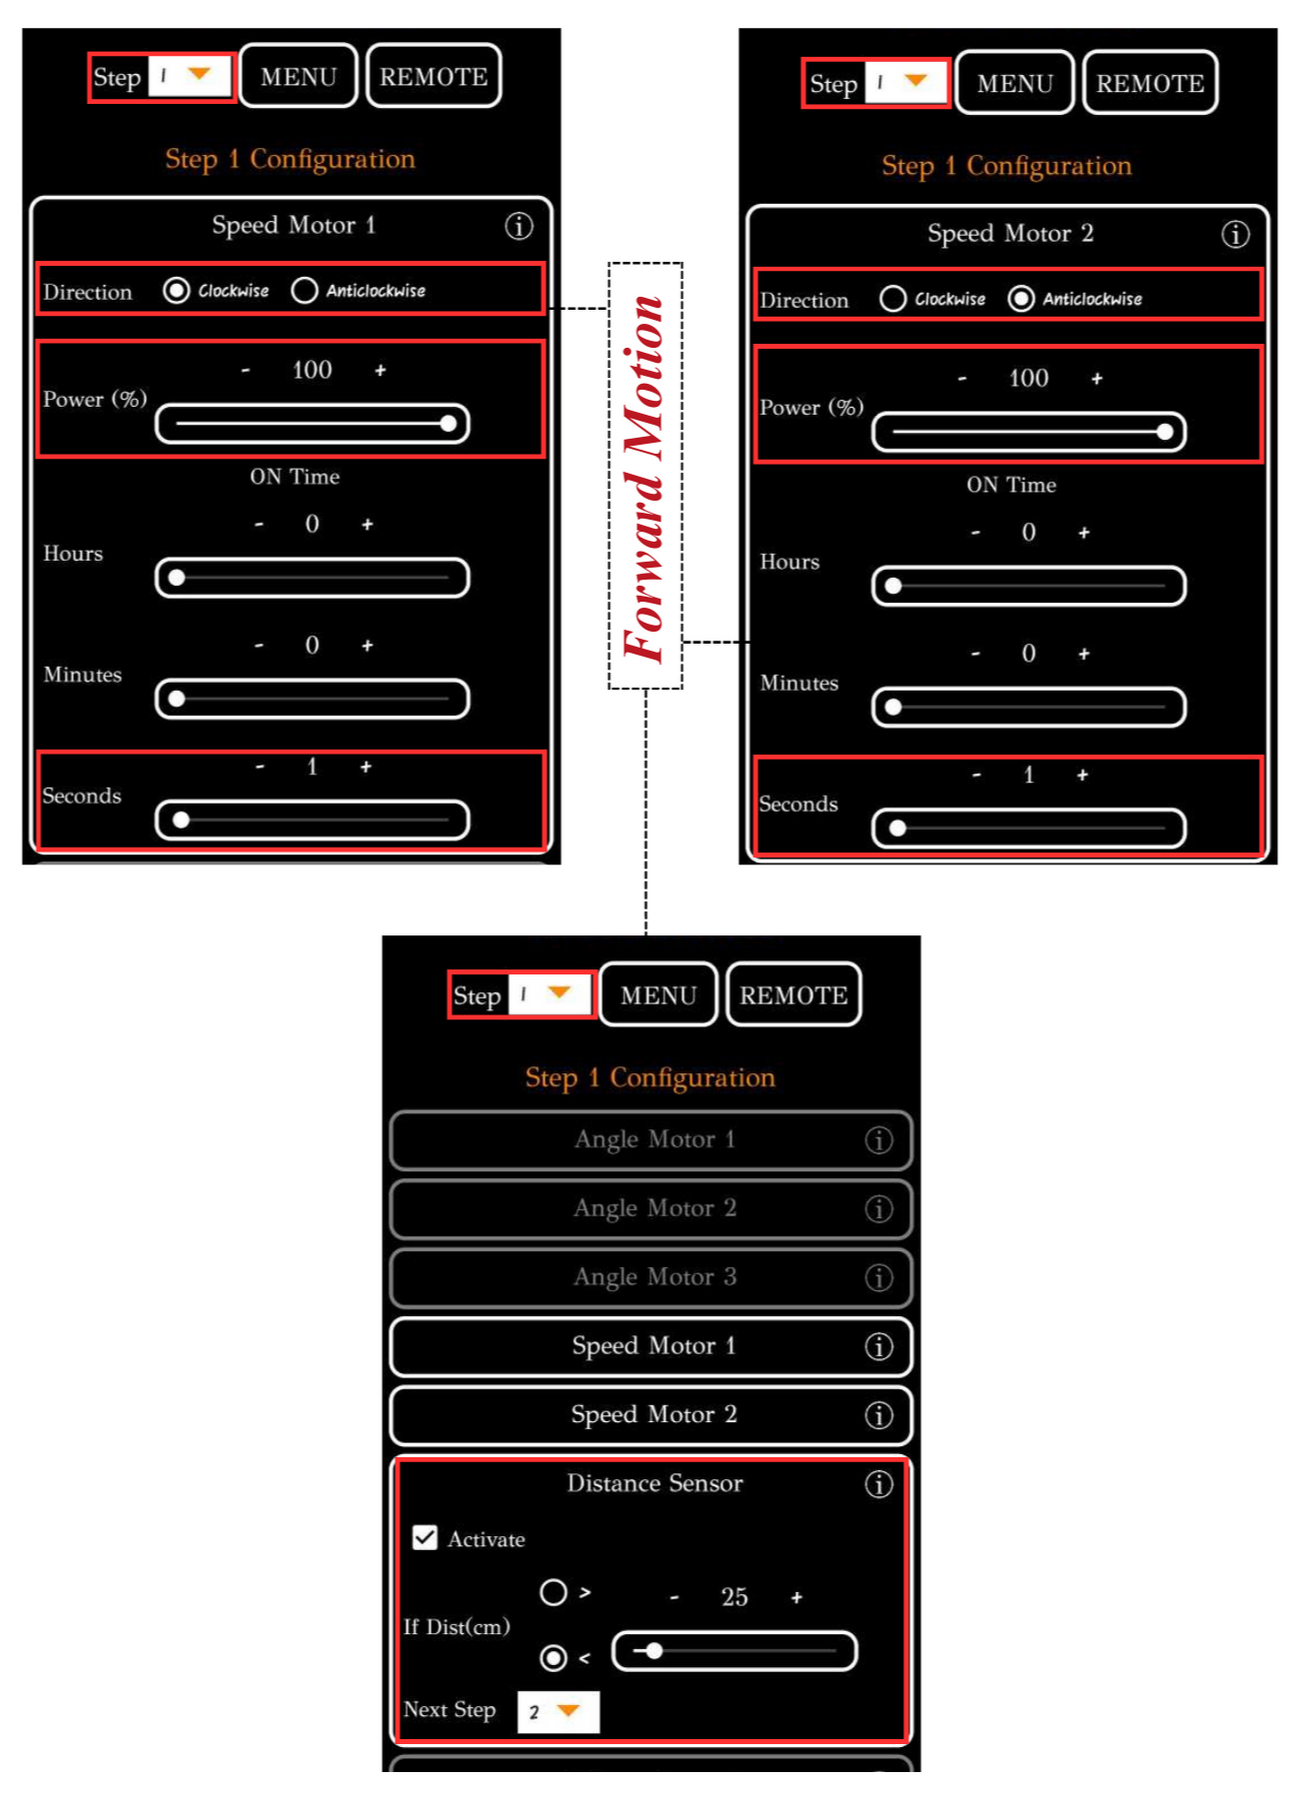 Step 1 MENU REMOTE
Step 1 Configuration
Speed Motor 1
Direction Clockwise Anticlockwise
- 100 +
Power (%)
ON Time
- 0 +
Hours
- 0 +
Minutes
- 1 +
Seconds
Forward Motion
Step 1 MENU REMOTE
Step 1 Configuration
Speed Motor 2
Direction Clockwise Anticlockwise
- 100 +
Power (%)
ON Time
- 0 +
Hours
- 0 +
Minutes
- 1 +
Seconds
Step 1 MENU REMOTE
Step 1 Configuration
Angle Motor 1
Angle Motor 2
Angle Motor 3
Speed Motor 1
Speed Motor 2
Distance Sensor
Activate
> - 25 +
If Dist(cm)
<
Next Step 2